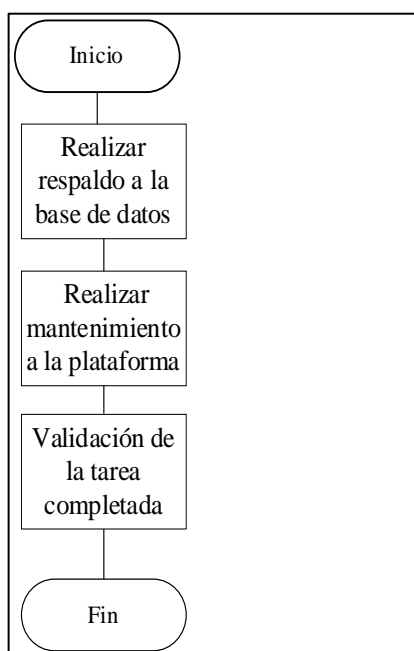 Inicio
Realizar
respaldo a la
base de datos
Realizar
mantenimiento
a la plataforma
Validación de
la tarea
completada
Fin